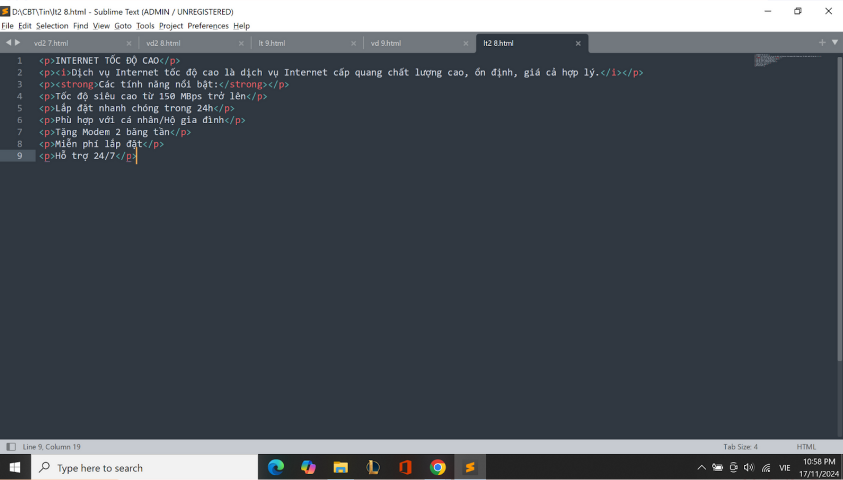 D:\CBT\Tin\lt2 8.html - Sublime Text (ADMIN / UNREGISTERED)
File Edit Selection Find View Goto Tools Project Preferences Help
vd2 7.html vd2 8.html lt 9.html vd 9.html lt2 8.html
1 <p>INTERNET TỐC ĐỘ CAO</p>
2 <p><i>Dịch vụ Internet tốc độ cao là dịch vụ Internet cấp quang chất lượng cao, ổn định, giá cả hợp lý.</i></p>
3 <p><strong>Các tính năng nổi bật:</strong></p>
4 <p>Tốc độ siêu cao từ 150 MBps trở lên</p>
5 <p>Lắp đặt nhanh chóng trong 24h</p>
6 <p>Phù hợp với cá nhân/Hộ gia đình</p>
7 <p>Tặng Modem 2 băng tần</p>
8 <p>Miễn phí lắp đặt</p>
9 <p>Hỗ trợ 24/7</p>
Line 9, Column 19 Tab Size: 4 HTML
Type here to search
VIE
10:58 PM
17/11/2024